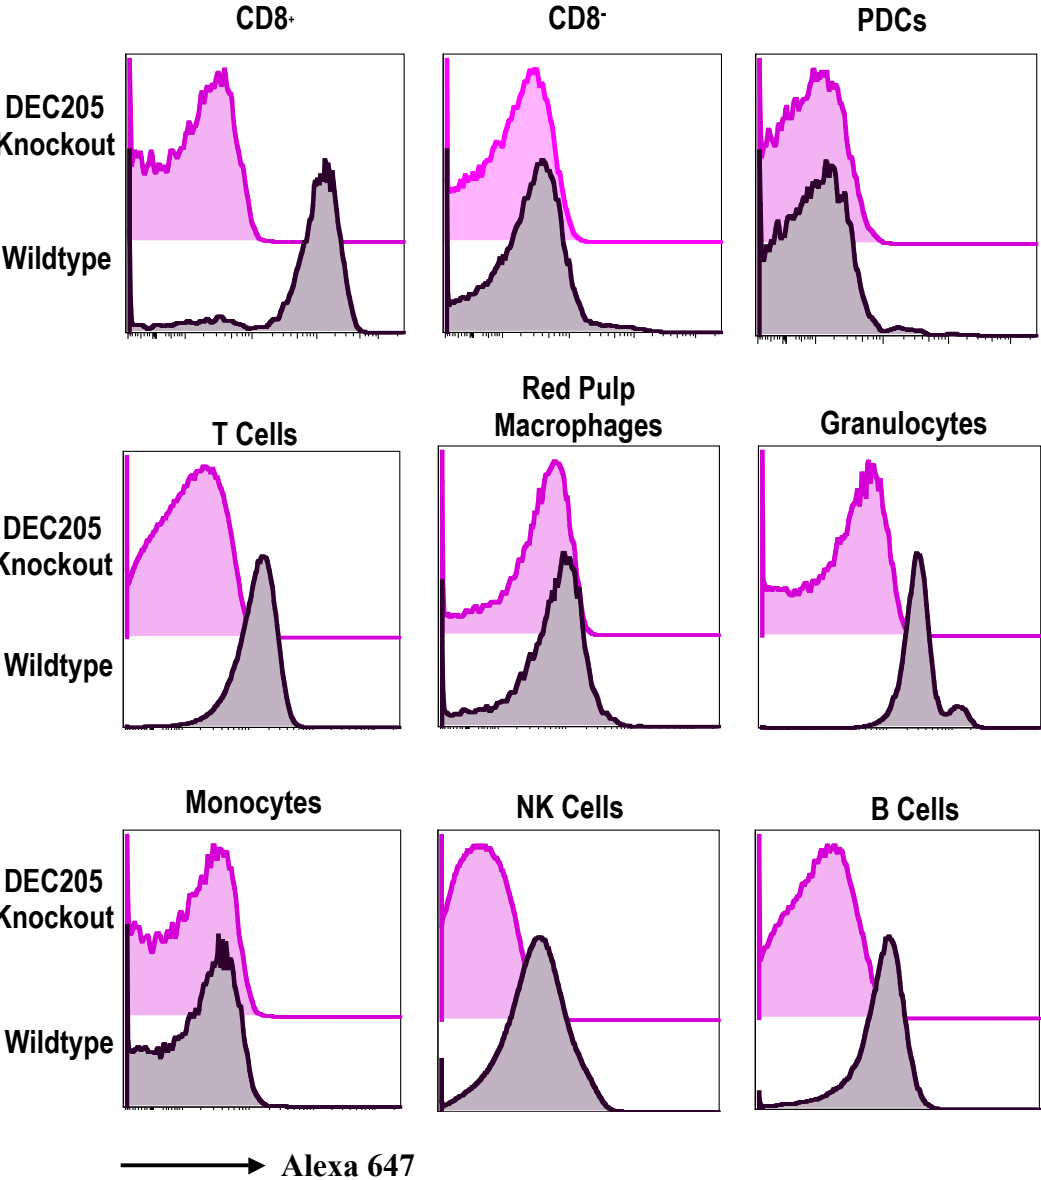 CD8+
CD8-
PDCs
DEC205
Knockout
Wildtype
T Cells
Red Pulp
Macrophages
Granulocytes
DEC205
Knockout
Wildtype
Monocytes
NK Cells
B Cells
DEC205
Knockout
Wildtype
Alexa 647